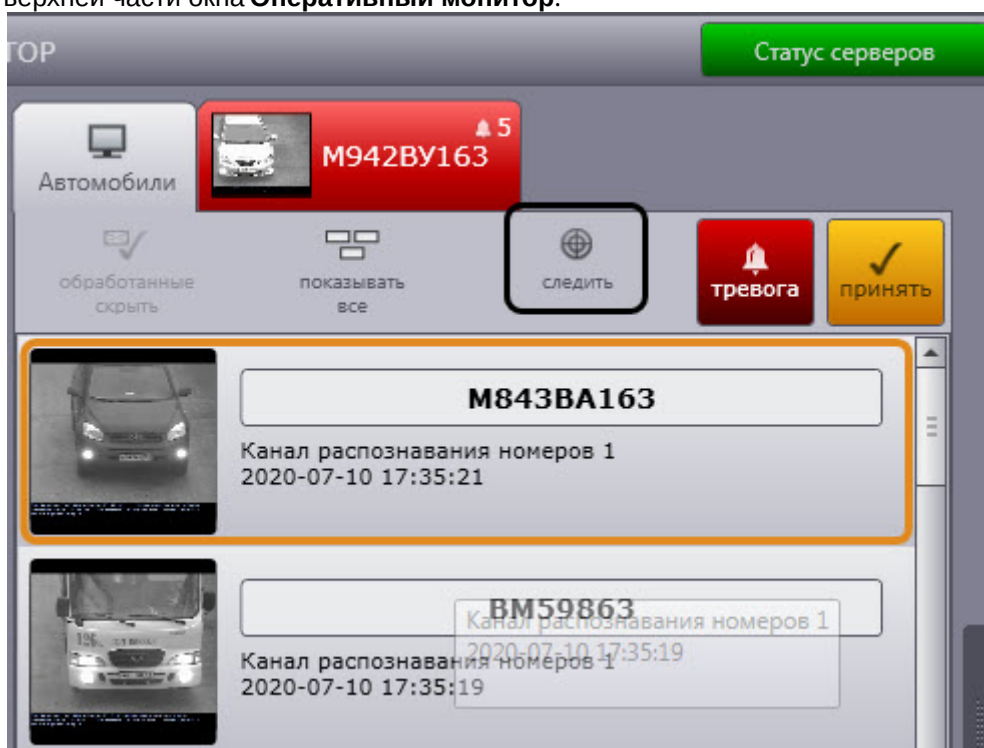 верхней части окна Оперативный монитор.
ТОР
Статус серверов
5
М942ВУ163
Автомобили
обработанные
скрыть
показывать
все
следить
тревога
принять
М843ВА163
Канал распознавания номеров 1
2020-07-10 17:35:21
126
ВМ59863
Канал распознавания номеров 1
2020-07-10 17:35:19
Канал распознавания номеров 1
2020-07-10 17:35:19